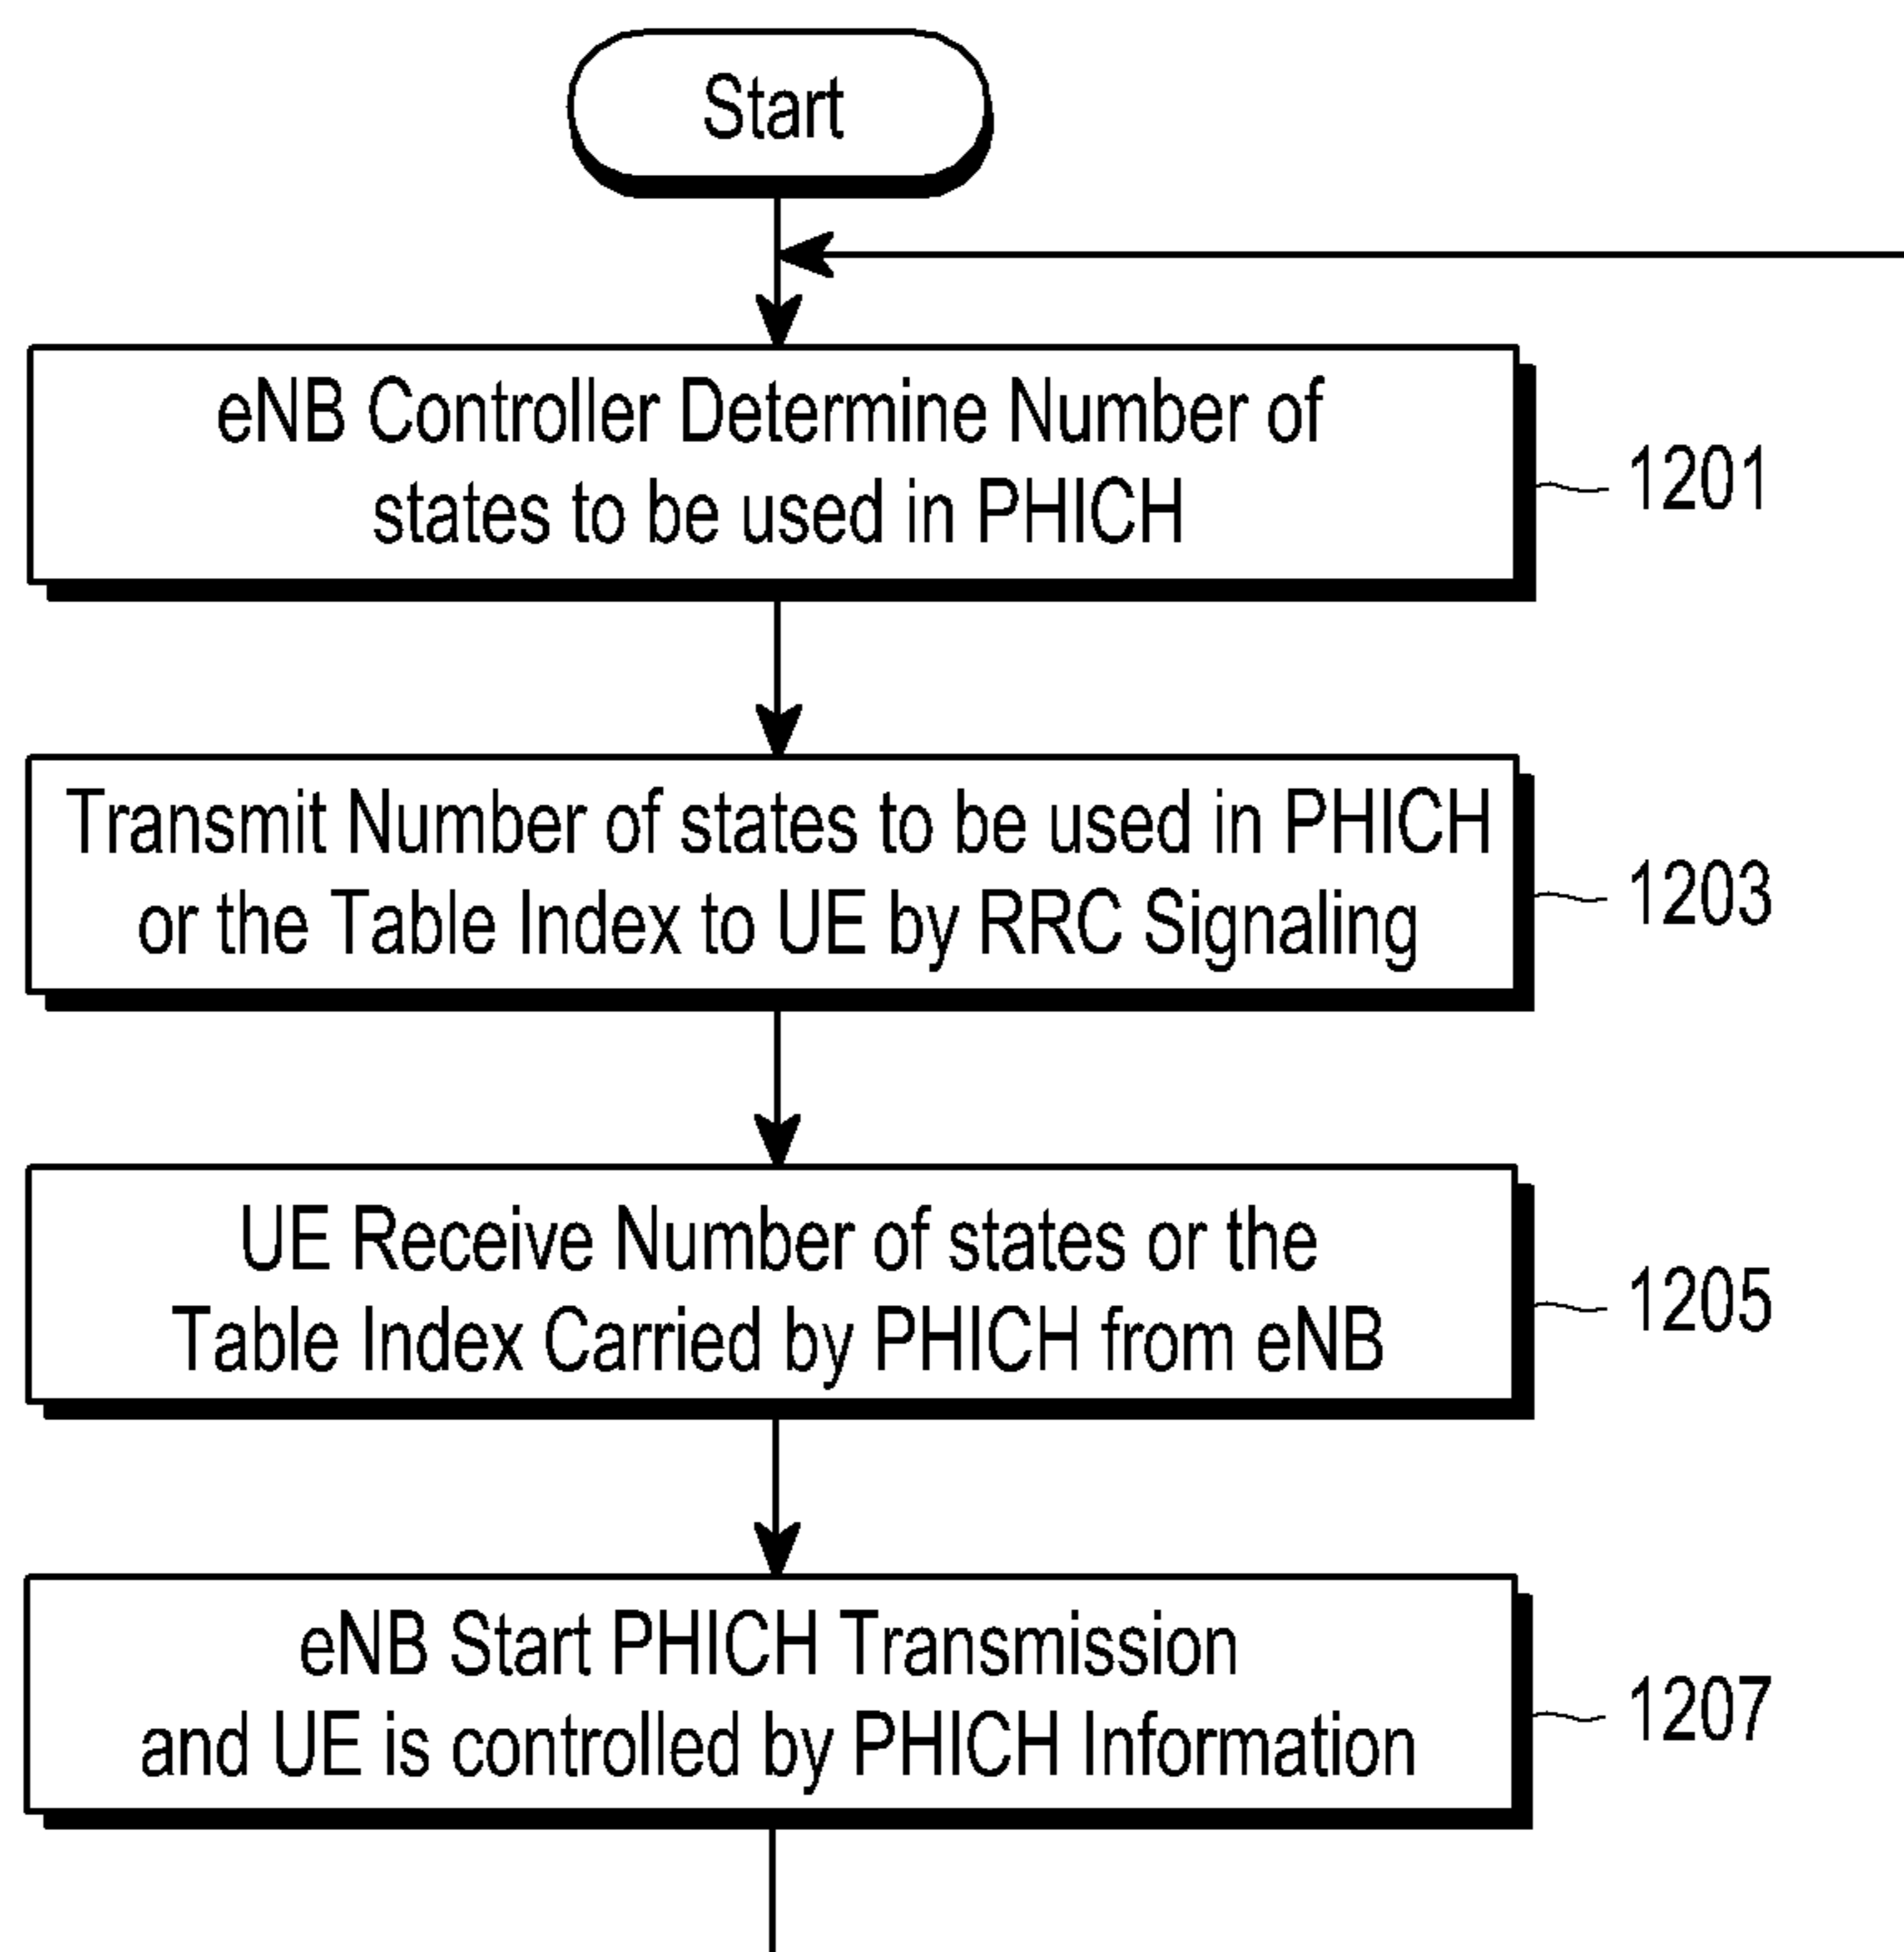 Start
eNB Controller Determine Number of
states to be used in PHICH
1201
Transmit Number of states to be used in PHICH
or the Table Index to UE by RRC Signaling
1203
UE Receive Number of states or the
Table Index Carried by PHICH from eNB
1205
eNB Start PHICH Transmission
and UE is controlled by PHICH Information
1207